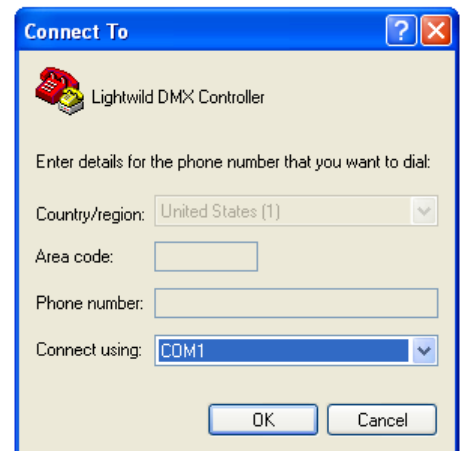 Connect To
?
Lightwild DMX Controller
Enter details for the phone number that you want to dial:
Country/region: United States (1)
Area code:
Phone number:
Connect using: COM1
OK Cancel